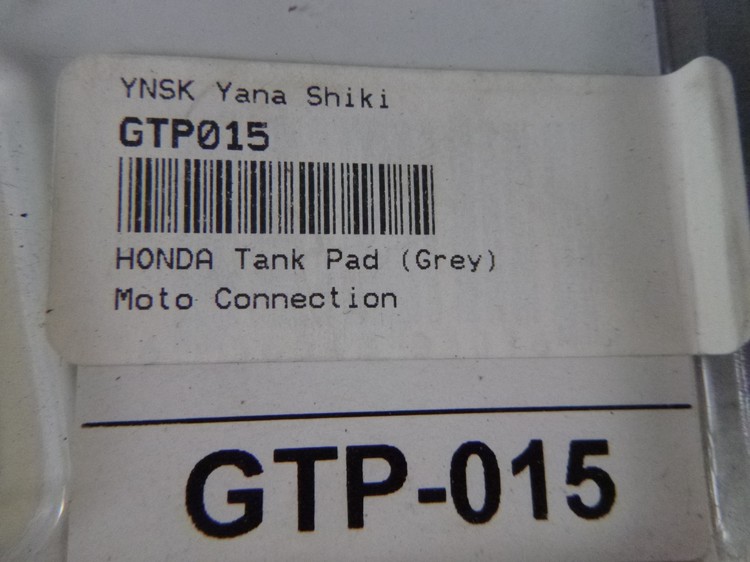 YNSK Yana Shiki
GTP015
HONDA Tank Pad (Grey)
Moto Connection
GTP-015